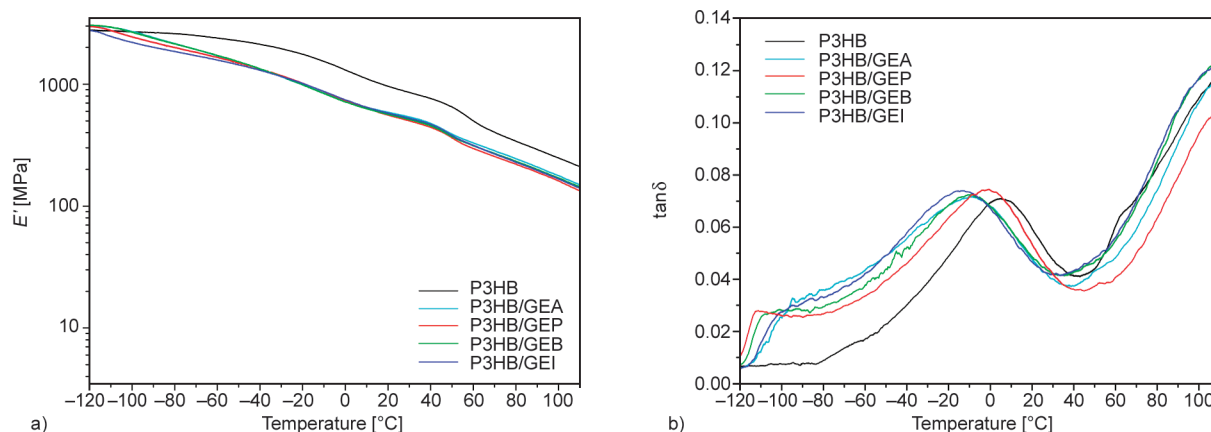 1000
100
10
E′ [MPa]
P3HB
P3HB/GEA
P3HB/GEP
P3HB/GEB
P3HB/GEI
–120 –100 –80 –60 –40 –20 0 20 40 60 80 100
Temperature [°C]
a)
0.14
0.12
0.10
0.08
0.06
0.04
0.02
0.00
tanδ
P3HB
P3HB/GEA
P3HB/GEP
P3HB/GEB
P3HB/GEI
–120 –100 –80 –60 –40 –20 0 20 40 60 80 100
Temperature [°C]
b)